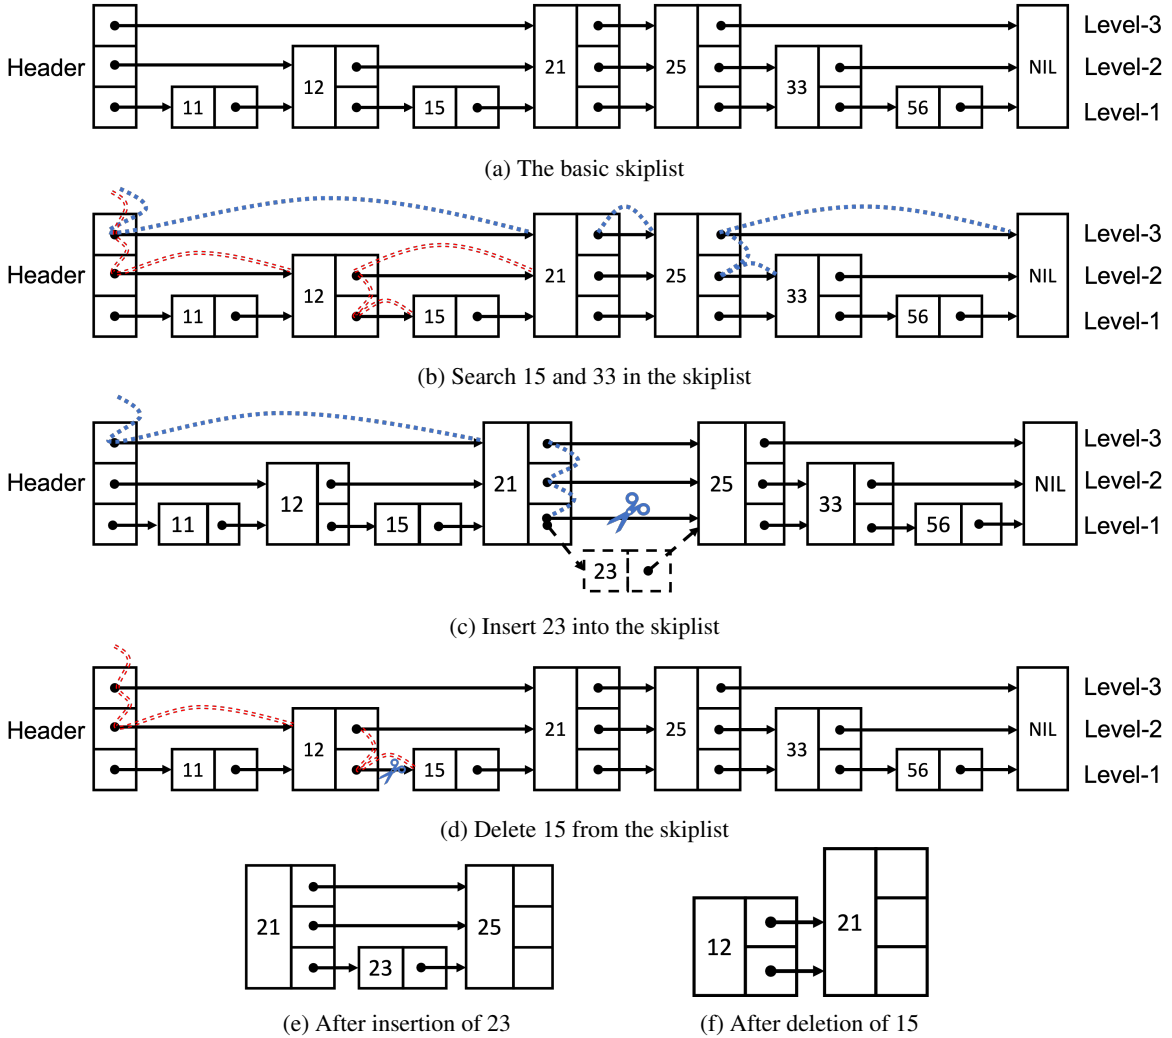 Level-3
Header 12 21 25 33 NIL Level-2
11 15 56 Level-1
(a) The basic skiplist
Level-3
Header 12 21 25 33 NIL Level-2
11 15 56 Level-1
(b) Search 15 and 33 in the skiplist
Level-3
Header 12 21 25 33 NIL Level-2
11 15 56 Level-1
23
(c) Insert 23 into the skiplist
Level-3
Header 12 21 25 33 NIL Level-2
11 15 56 Level-1
(d) Delete 15 from the skiplist
21 25
23
(e) After insertion of 23
12 21
(f) After deletion of 15